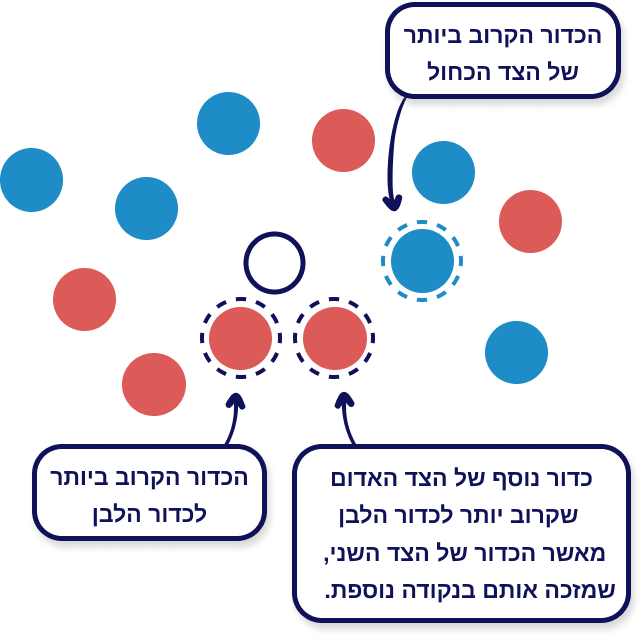 הכדור הקרוב ביותר
של הצד הכחול
הכדור הקרוב ביותר
לכדור הלבן
כדור נוסף של הצד האדום
שקרוב יותר לכדור הלבן
מאשר הכדור של הצד השני,
שמזכה אותם בנקודה נוספת.